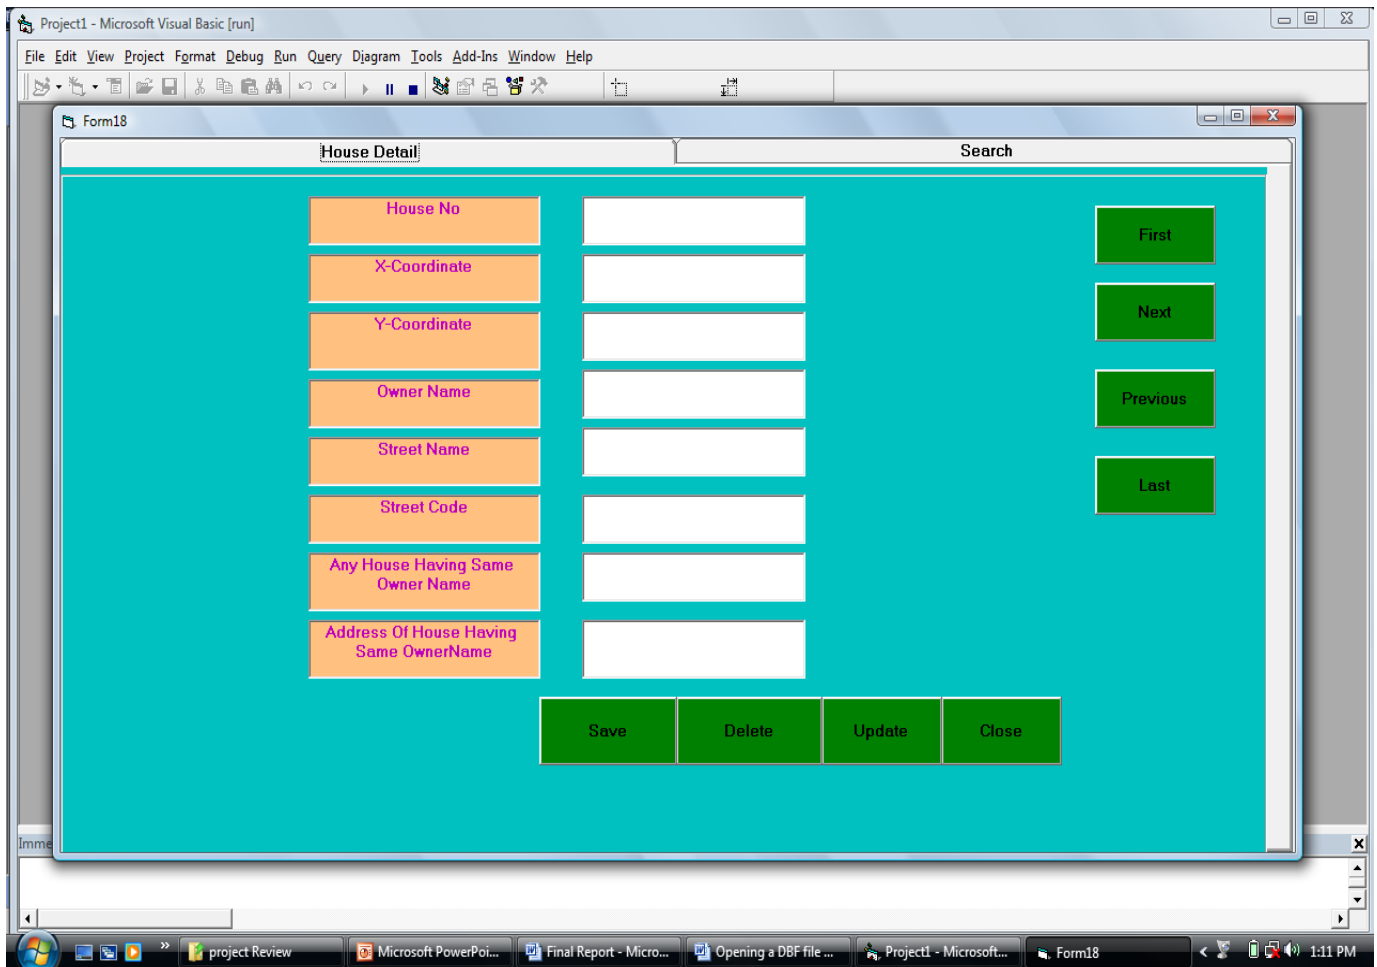 Project1 - Microsoft Visual Basic [run]
File Edit View Project Format Debug Run Query Diagram Tools Add-Ins Window Help
Form18
House Detail
Search
House No
X-Coordinate
Y-Coordinate
Owner Name
Street Name
Street Code
Any House Having Same
Owner Name
Address Of House Having
Same OwnerName
First
Next
Previous
Last
Save
Delete
Update
Close
Imme
project Review
Microsoft PowerPoi...
Final Report - Micro...
Opening a DBF file ...
Project1 - Microsoft...
Form18
1:11 PM